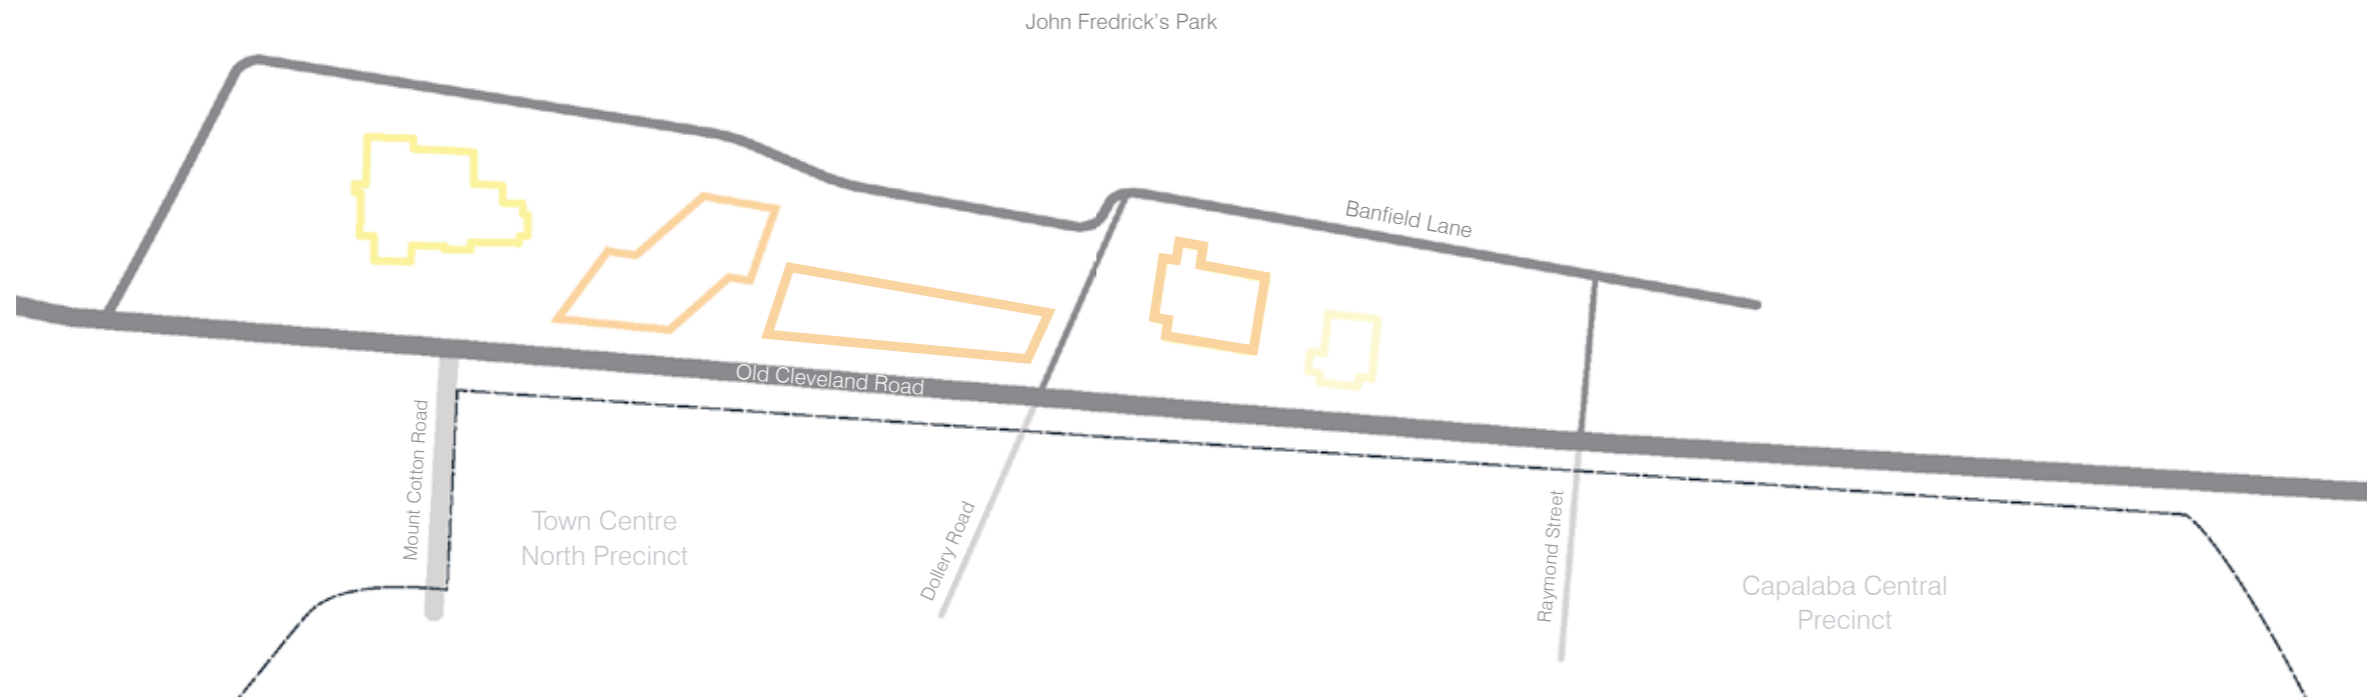 John Fredrick's Park
Banfield Lane
Old Cleveland Road
Mount Cotton Road
Town Centre
North Precinct
Dollery Road
Raymond Street
Capalaba Central
Precinct